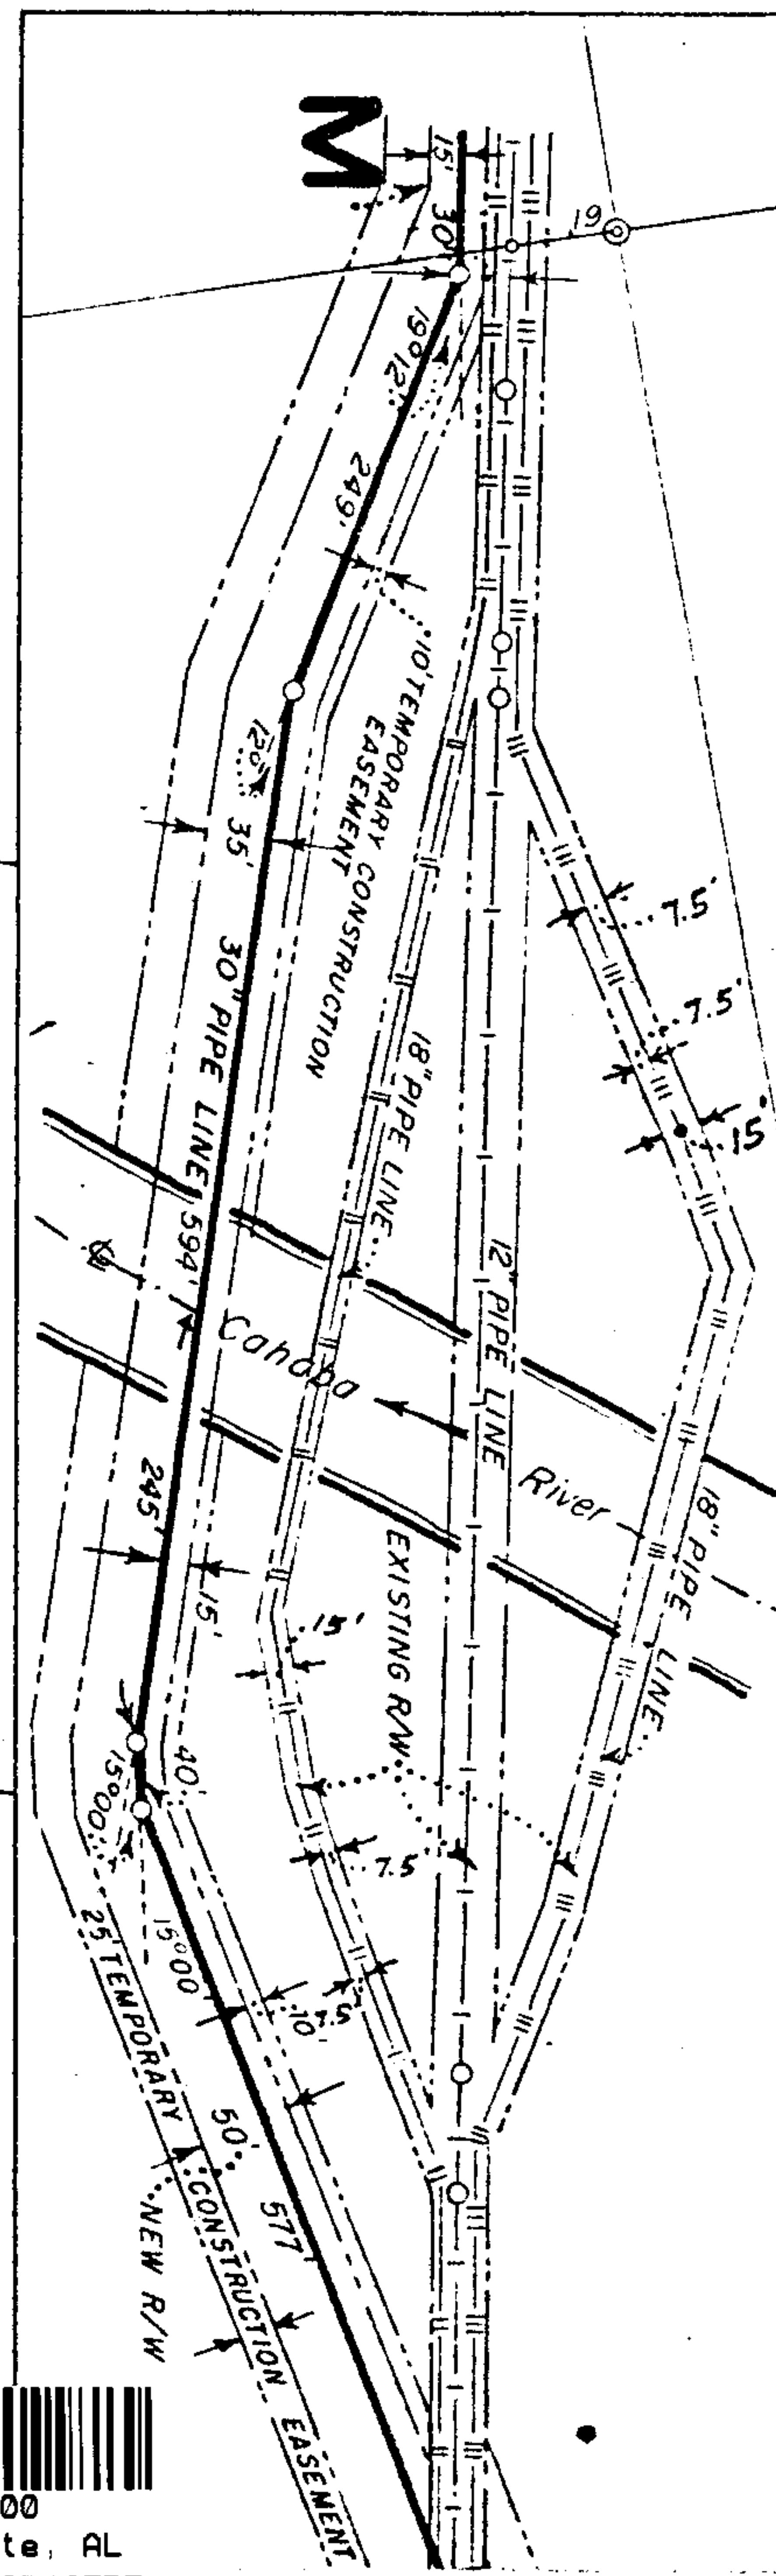 M
15'
30'
19
19°12'
249'
10' TEMPORARY CONSTRUCTION
EASEMENT
35'
7.5'
7.5'
15'
30" PIPE LINE
594'
18" PIPE LINE
12" PIPE LINE
Cahaba
River
18" PIPE LINE
245'
15'
15'
EXISTING R/W
40'
15°00'
7.5'
15°00'
10'
7.5'
25' TEMPORARY CONSTRUCTION EASEMENT
50'
577'
NEW R/W
00
te, AL